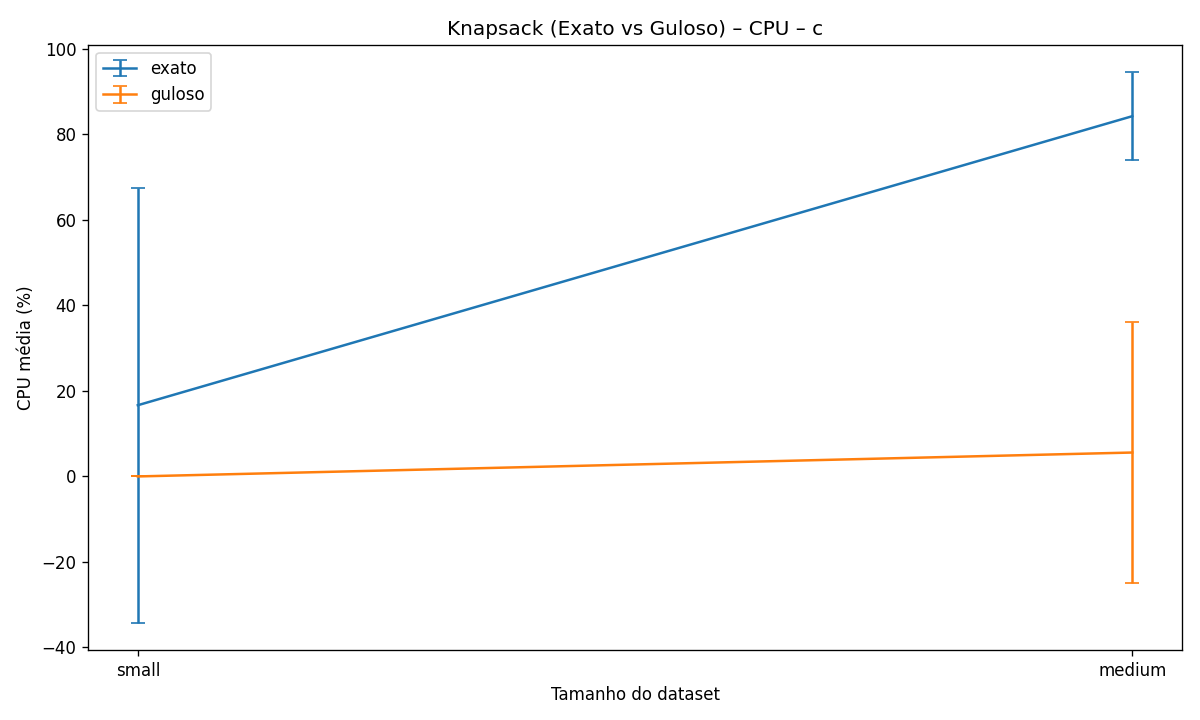 Knapsack (Exato vs Guloso) – CPU – c
exato
guloso
100
80
60
40
20
0
−20
−40
CPU média (%)
small
medium
Tamanho do dataset